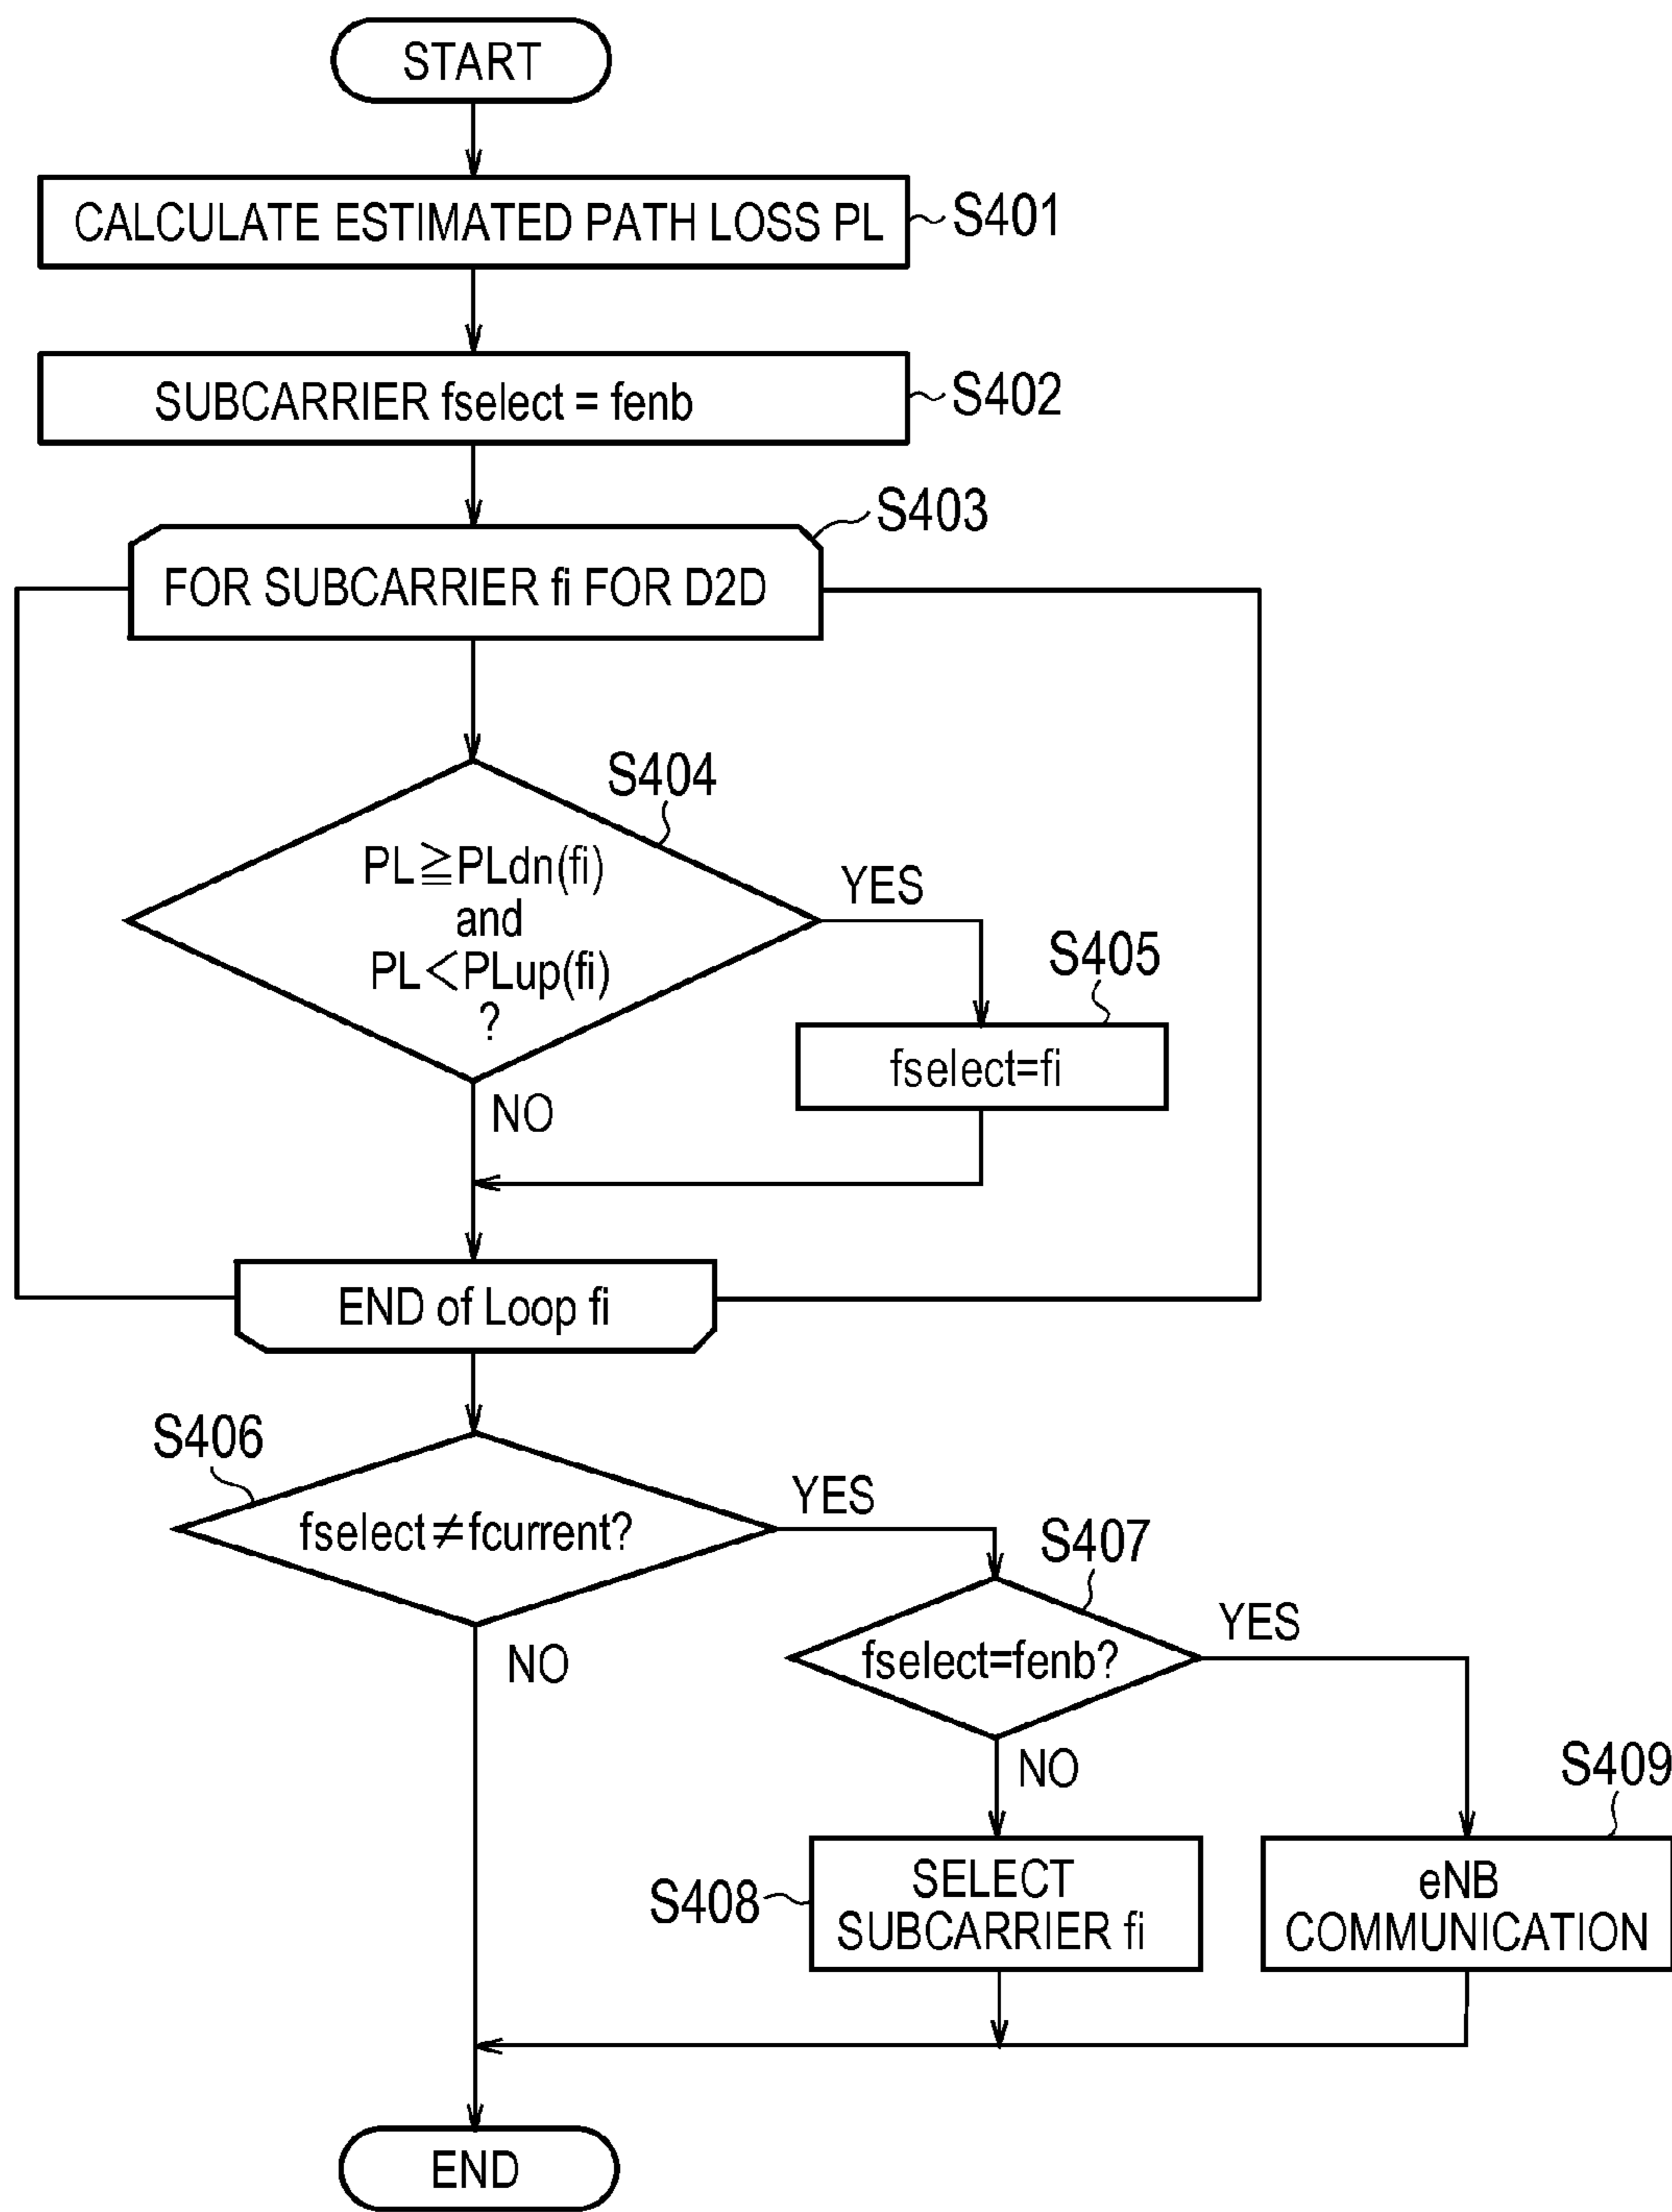 START
CALCULATE ESTIMATED PATH LOSS PL
S401
SUBCARRIER fselect = fenb
S402
S403
FOR SUBCARRIER fi FOR D2D
S404
PL≧PLdn(fi)
and
PL<PLup(fi)
?
YES
S405
fselect=fi
NO
END of Loop fi
S406
fselect≠fcurrent?
YES
S407
NO
fselect=fenb?
YES
NO
S409
S408
SELECT
SUBCARRIER fi
eNB
COMMUNICATION
END